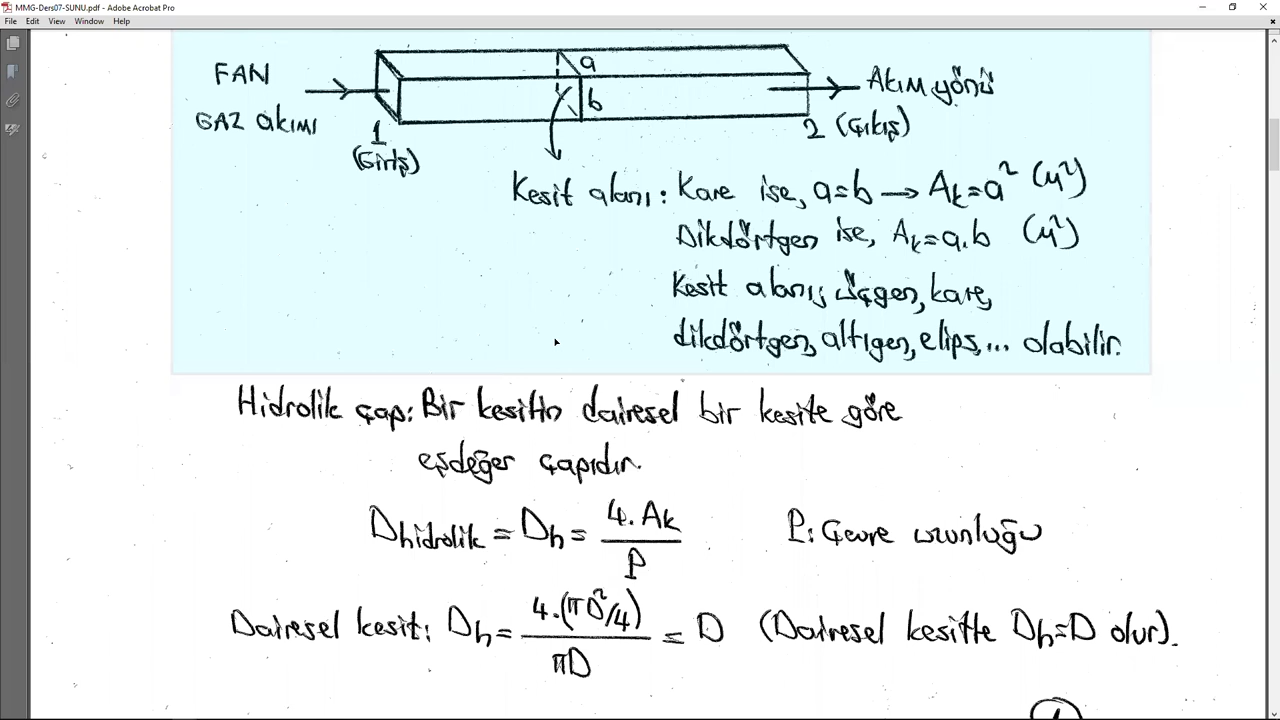 MMG-Ders07-SUNU.pdf - Adobe Acrobat Pro
File Edit View Window Help
FAN
GAZ akımı
1
(Giriş)
a
b
Akım yönü
2 (Çıkış)
Kesit alanı: Kare ise, a=b → Ak=a² (m²)
Dikdörtgen ise, Ak=a.b (m²)
Kesit alanı; üçgen, kare,
dikdörtgen, altıgen, elips,... olabilir.
Hidrolik çap: Bir kesitin dairesel bir kesite göre
eşdeğer çapıdır.
Dhidrolik = Dh = 4.Ak / P    P: Çevre uzunluğu
Dairesel kesit: Dh = 4.(πD²/4) / πD = D (Dairesel kesitte Dh=D olur).